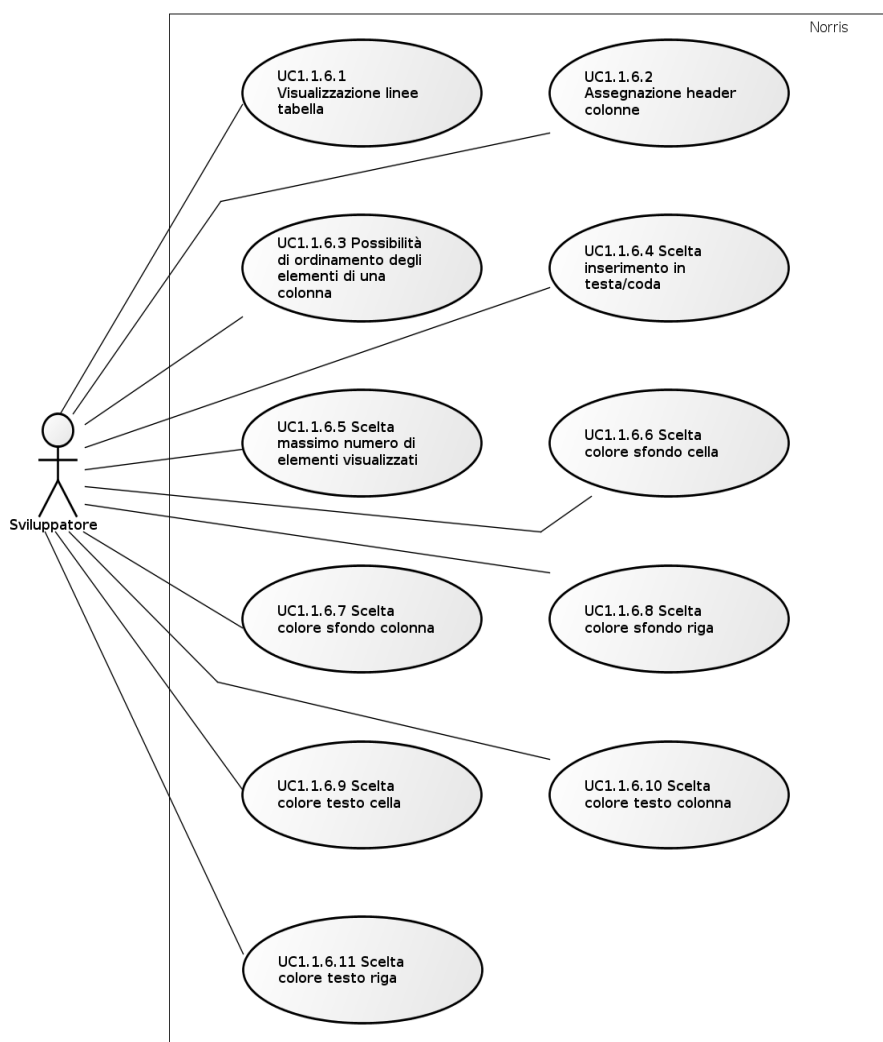 Norris
UC1.1.6.1
Visualizzazione linee
tabella
UC1.1.6.2
Assegnazione header
colonne
UC1.1.6.3 Possibilità
di ordinamento degli
elementi di una
colonna
UC1.1.6.4 Scelta
inserimento in
testa/coda
UC1.1.6.5 Scelta
massimo numero di
elementi visualizzati
UC1.1.6.6 Scelta
colore sfondo cella
Sviluppatore
UC1.1.6.7 Scelta
colore sfondo colonna
UC1.1.6.8 Scelta
colore sfondo riga
UC1.1.6.9 Scelta
colore testo cella
UC1.1.6.10 Scelta
colore testo colonna
UC1.1.6.11 Scelta
colore testo riga